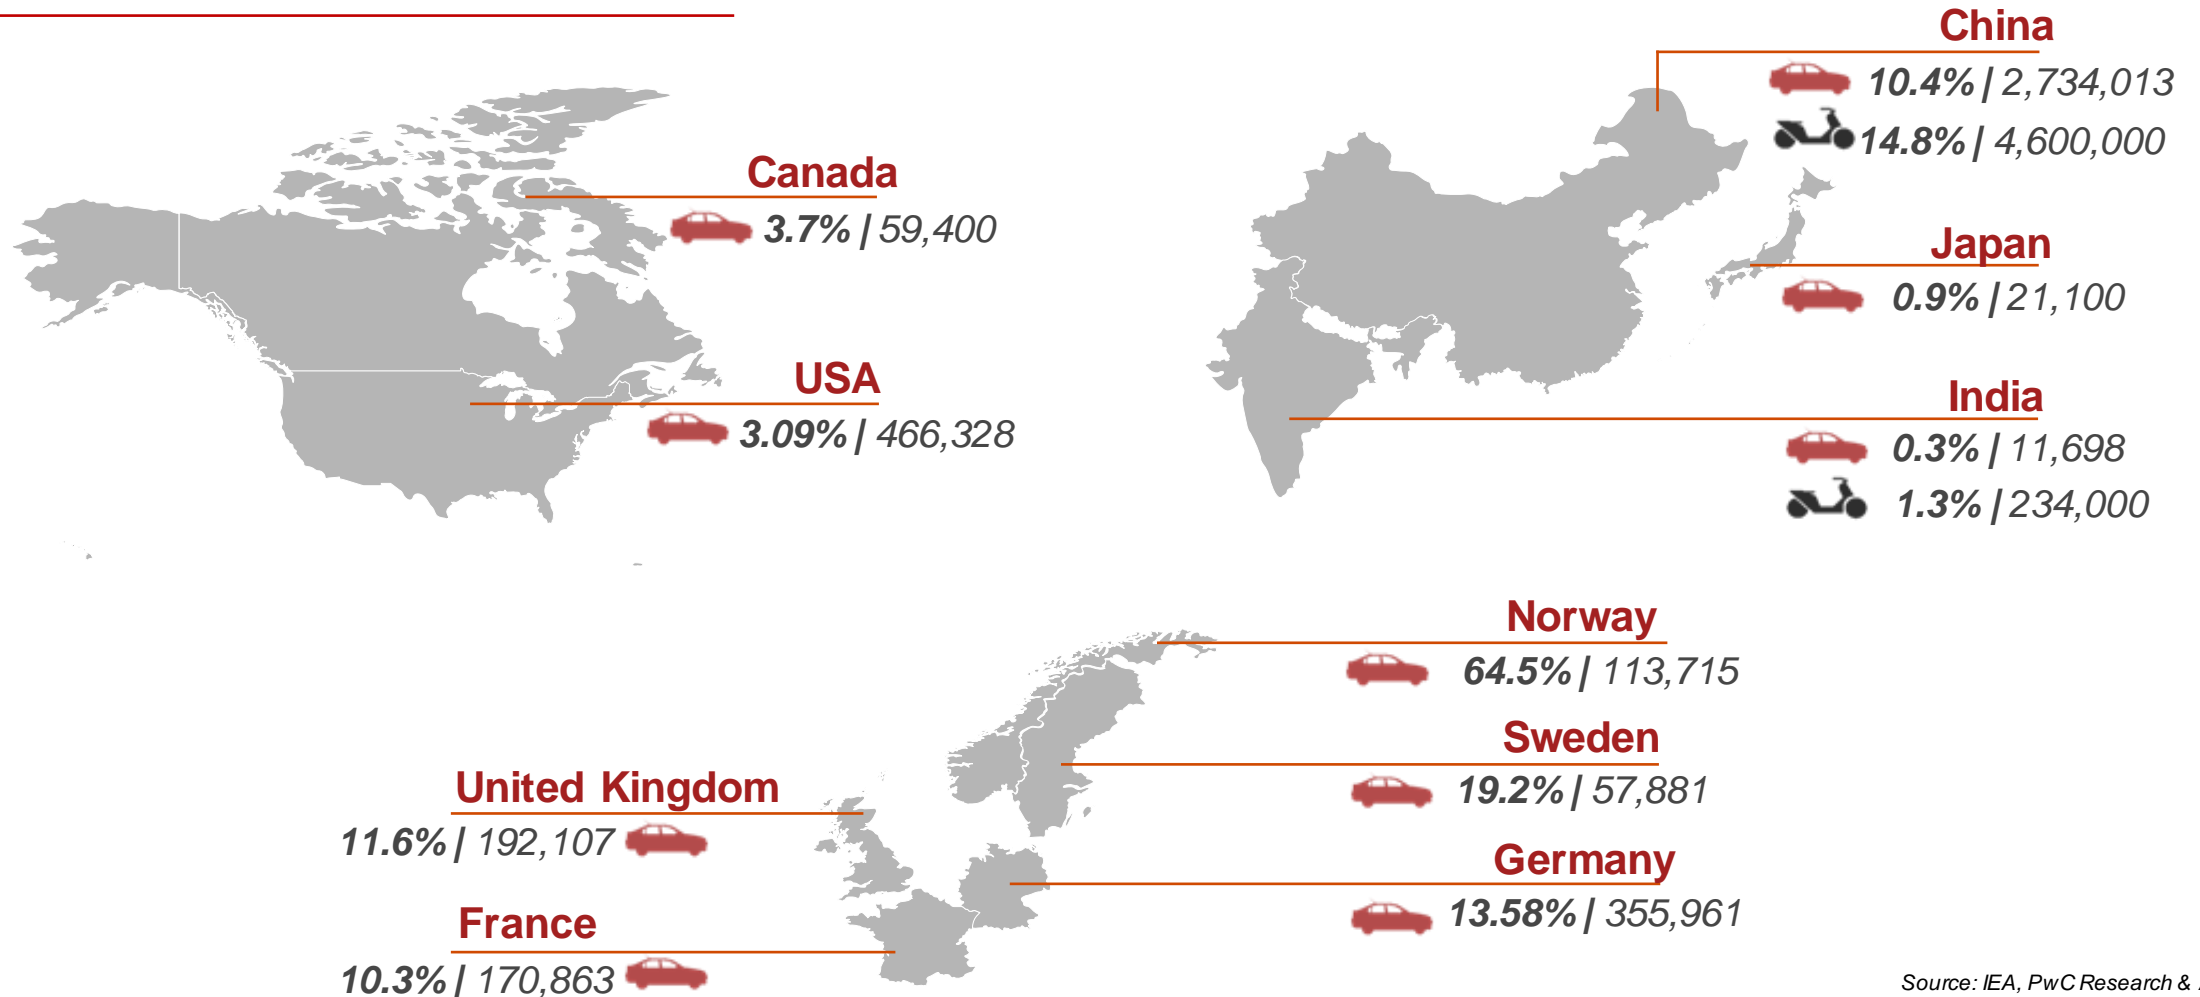 China
10.4% | 2,734,013
14.8% | 4,600,000
Canada
3.7% | 59,400
Japan
0.9% | 21,100
USA
3.09% | 466,328
India
0.3% | 11,698
1.3% | 234,000
Norway
64.5% | 113,715
Sweden
19.2% | 57,881
United Kingdom
11.6% | 192,107
Germany
13.58% | 355,961
France
10.3% | 170,863
Source: IEA, PwC Research &